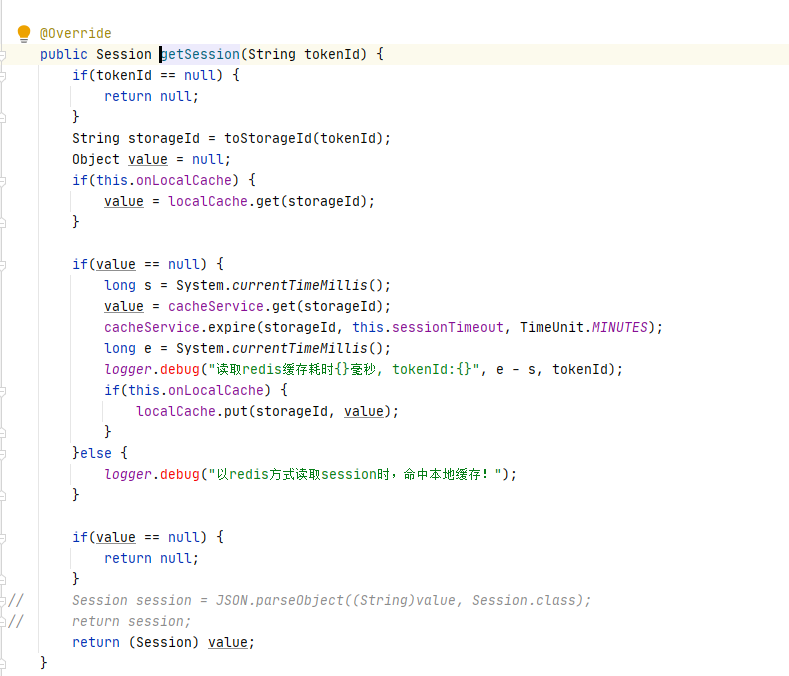 @Override
public Session getSession(String tokenId) {
if(tokenId == null) {
return null;
}
String storageId = toStorageId(tokenId);
Object value = null;
if(this.onLocalCache) {
value = localCache.get(storageId);
}
if(value == null) {
long s = System.currentTimeMillis();
value = cacheService.get(storageId);
cacheService.expire(storageId, this.sessionTimeout, TimeUnit.MINUTES);
long e = System.currentTimeMillis();
logger.debug("读取redis缓存耗时{}毫秒, tokenId:{}", e - s, tokenId);
if(this.onLocalCache) {
localCache.put(storageId, value);
}
}else {
logger.debug("以redis方式读取session时，命中本地缓存！");
}
if(value == null) {
return null;
}
// Session session = JSON.parseObject((String)value, Session.class);
// return session;
return (Session) value;
}